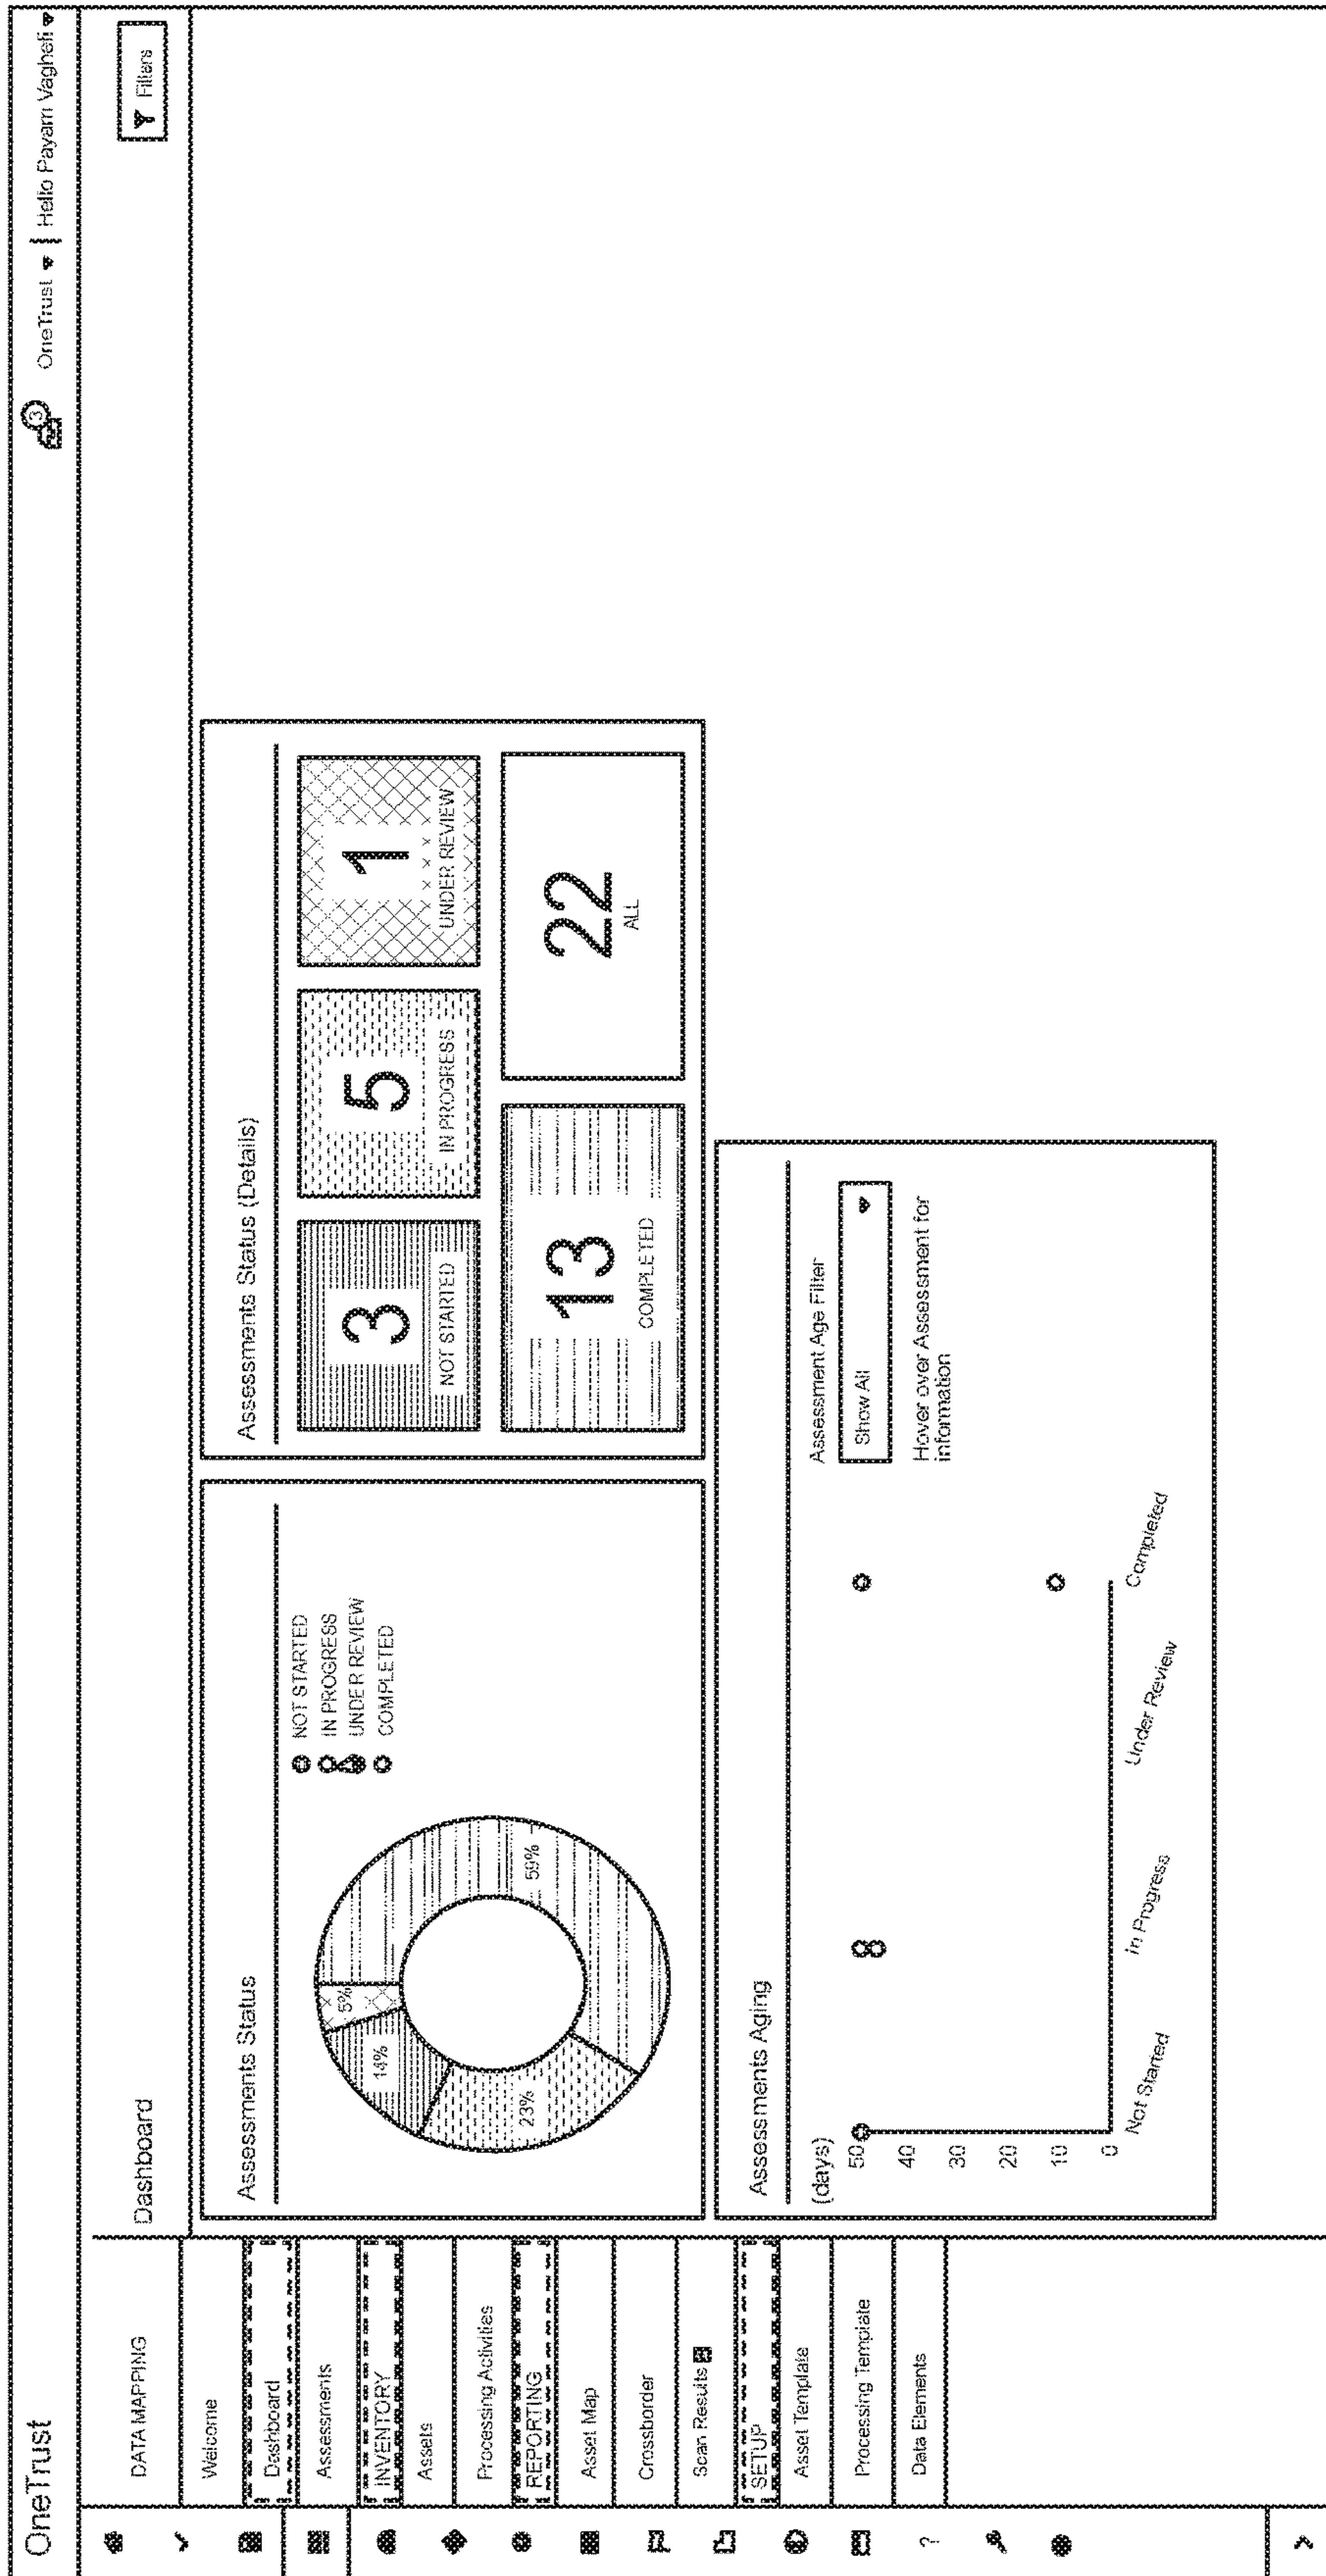 OneTrust
3
OneTrust
Hello Payam Vaghefi
DATA MAPPING
Welcome
Dashboard
Assessments
INVENTORY
Assets
Processing Activities
REPORTING
Asset Map
Crossborder
Scan Results
SETUP
Asset Template
Processing Template
Data Elements
?
Dashboard
Filters
Assessments Status
5%
14%
23%
59%
NOT STARTED
IN PROGRESS
UNDER REVIEW
COMPLETED
Assessments Status (Details)
3
NOT STARTED
5
IN PROGRESS
1
UNDER REVIEW
13
COMPLETED
22
ALL
Assessments Aging
(days)
50
40
30
20
10
0
Not Started
In Progress
Under Review
Completed
Assessment Age Filter
Show All
Hover over Assessment for
information